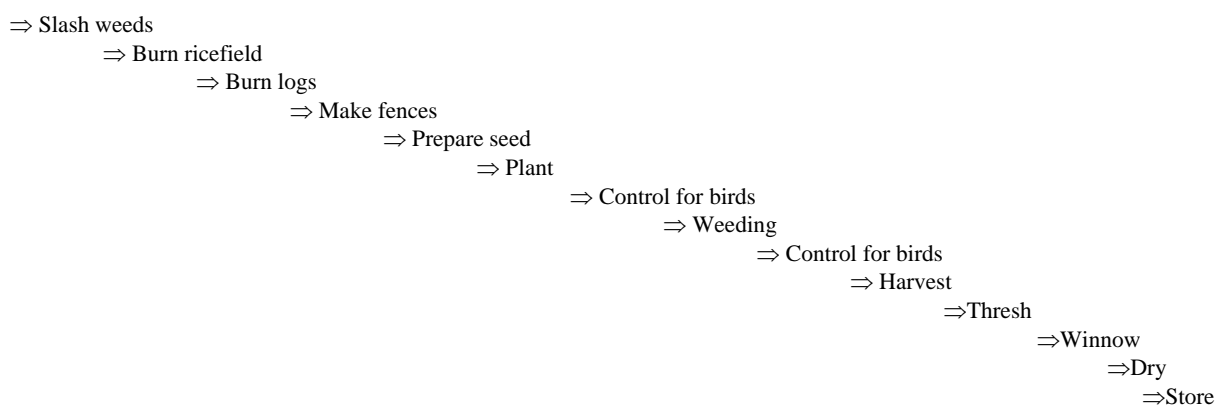 ⇒ Slash weeds
⇒ Burn ricefield
⇒ Burn logs
⇒ Make fences
⇒ Prepare seed
⇒ Plant
⇒ Control for birds
⇒ Weeding
⇒ Control for birds
⇒ Harvest
⇒Thresh
⇒Winnow
⇒Dry
⇒Store